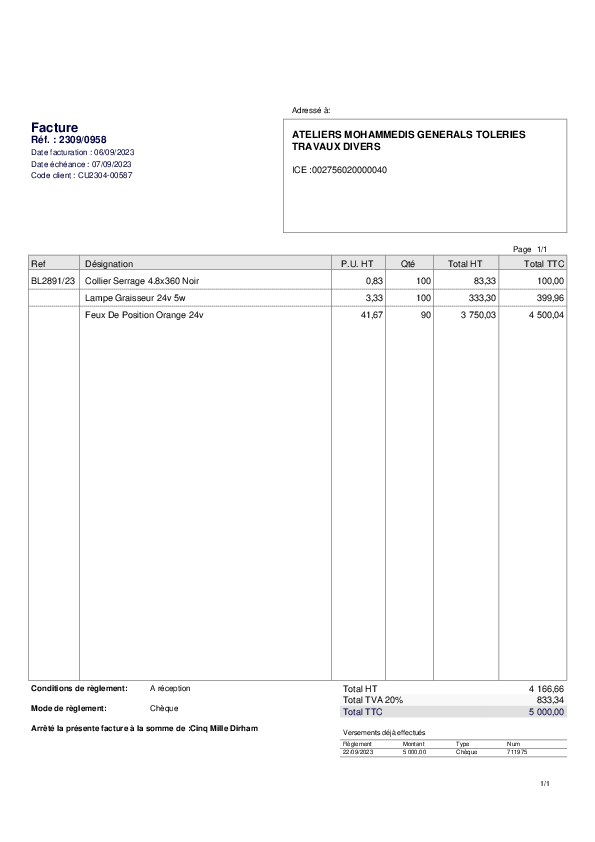 Adressé à:
Facture
Réf. : 2309/0958
Date facturation : 06/09/2023
Date échéance : 07/09/2023
Code client : CU2304-00587
ATELIERS MOHAMMEDIS GENERALS TOLERIES
TRAVAUX DIVERS
ICE :002756020000040
Page 1/1
Ref Désignation P.U. HT Qté Total HT Total TTC
BL2891/23 Collier Serrage 4.8x360 Noir 0,83 100 83,33 100,00
Lampe Graisseur 24v 5w 3,33 100 333,30 399,96
Feux De Position Orange 24v 41,67 90 3 750,03 4 500,04
Conditions de règlement: A réception
Mode de règlement: Chèque
Arrêté la présente facture à la somme de :Cinq Mille Dirham
Total HT 4 166,66
Total TVA 20% 833,34
Total TTC 5 000,00
Versements déjà effectués
Règlement Montant Type Num
22/09/2023 5 000,00 Chèque 711975
1/1